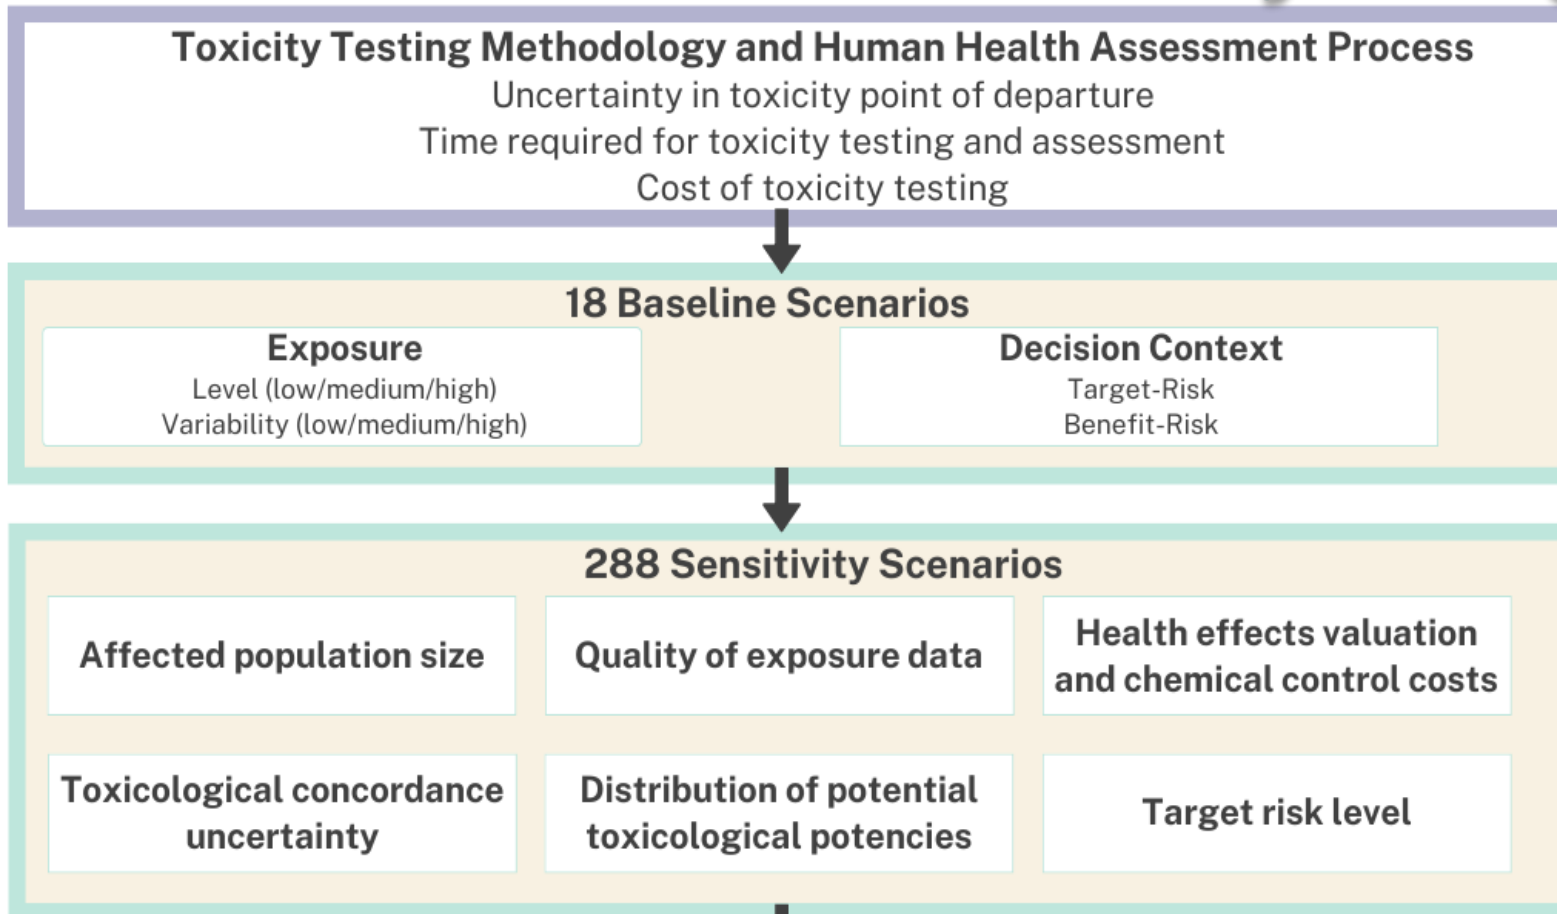 Toxicity Testing Methodology and Human Health Assessment Process
Uncertainty in toxicity point of departure
Time required for toxicity testing and assessment
Cost of toxicity testing
18 Baseline Scenarios
Exposure
Level (low/medium/high)
Variability (low/medium/high)
Decision Context
Target-Risk
Benefit-Risk
288 Sensitivity Scenarios
Affected population size
Quality of exposure data
Health effects valuation
and chemical control costs
Toxicological concordance
uncertainty
Distribution of potential
toxicological potencies
Target risk level